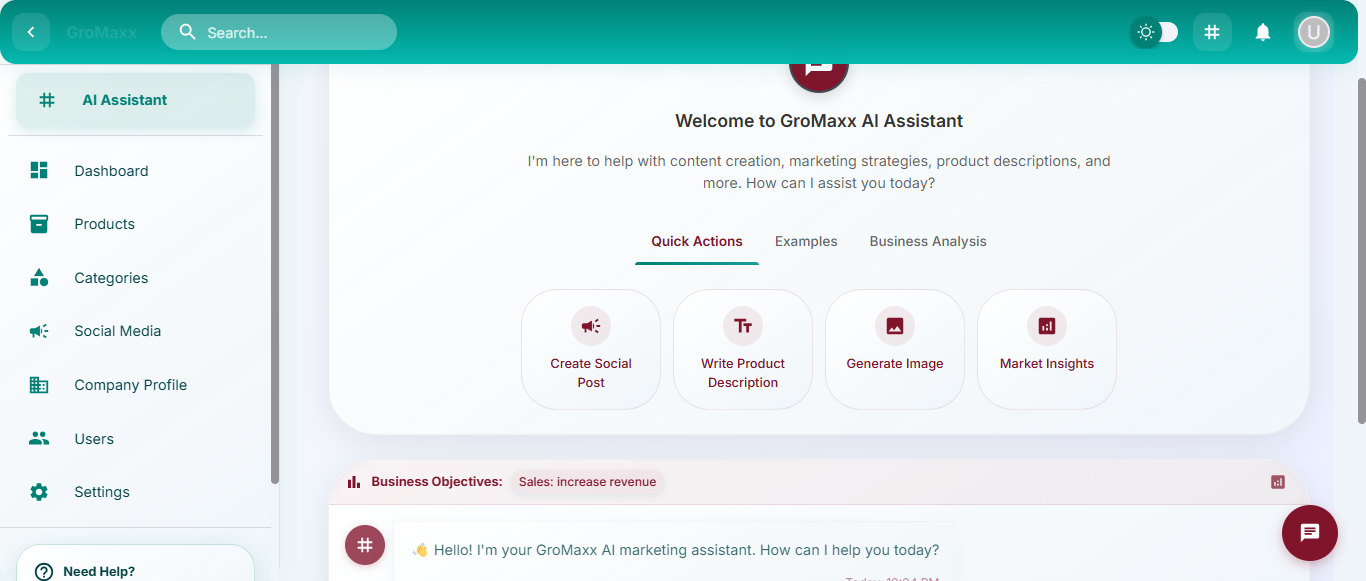 GroMaxx
Search...
U
AI Assistant
Dashboard
Products
Categories
Social Media
Company Profile
Users
Settings
Need Help?
Welcome to GroMaxx AI Assistant
I'm here to help with content creation, marketing strategies, product descriptions, and
more. How can I assist you today?
Quick Actions
Examples
Business Analysis
Create Social
Post
Write Product
Description
Generate Image
Market Insights
Business Objectives: Sales: increase revenue
👋 Hello! I'm your GroMaxx AI marketing assistant. How can I help you today?